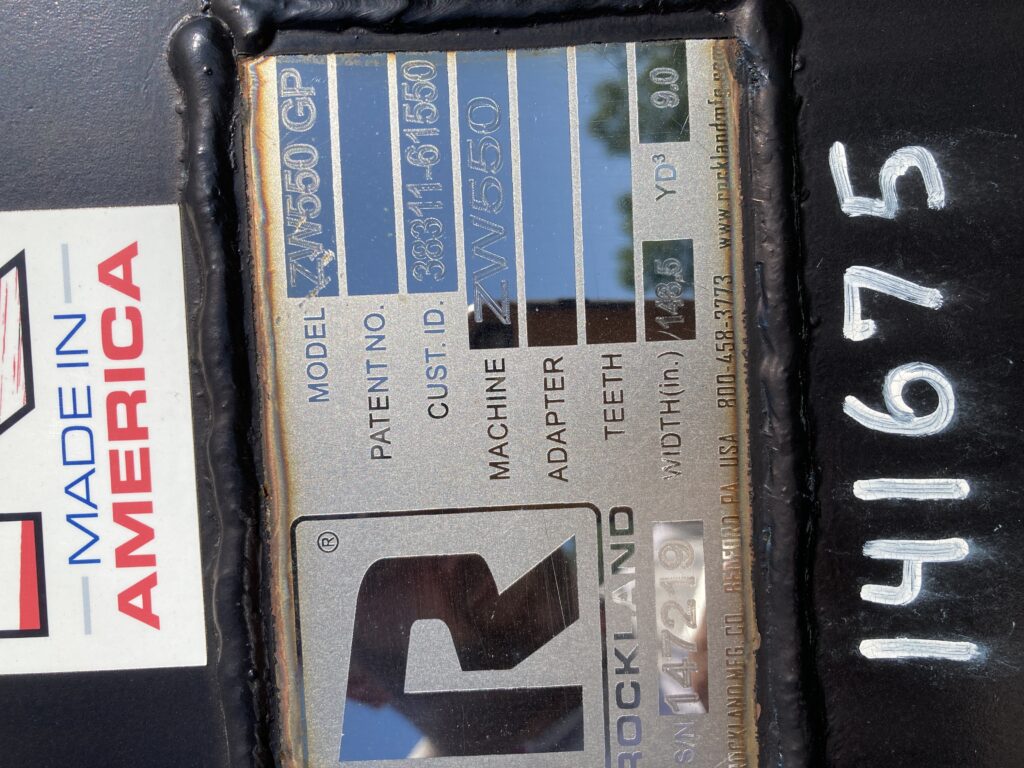 MADE IN
AMERICA
MODEL ZW550 GP
PATENT NO.
CUST. ID. 38311-61550
MACHINE ZW550
ADAPTER
TEETH
WIDTH(in.) 148.5 YD³ 9.0
R®
ROCKLAND
S/N 147219
ROCKLAND MFG. CO. BEDFORD PA, USA 800-458-3773 www.rocklandmfg.com
141675